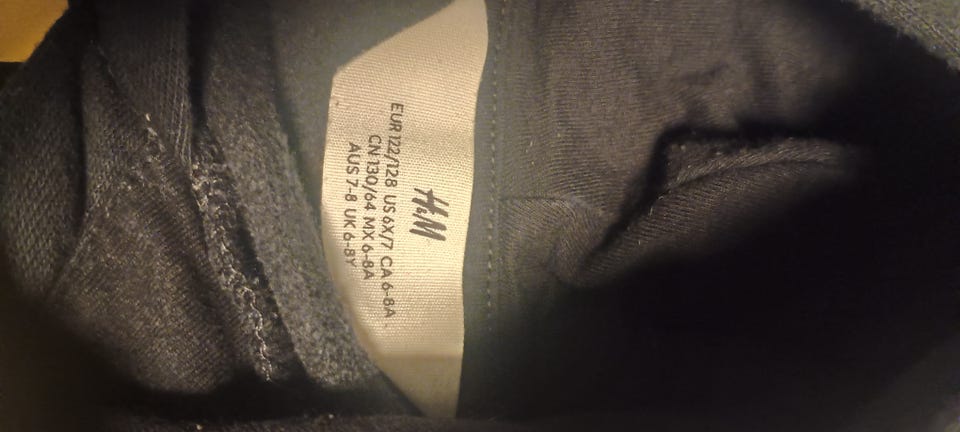 H&M
EUR 122/128 US 6X/7 CA 6-8A
CN 130/64 MX 6-8A
AUS 7-8 UK 6-8Y